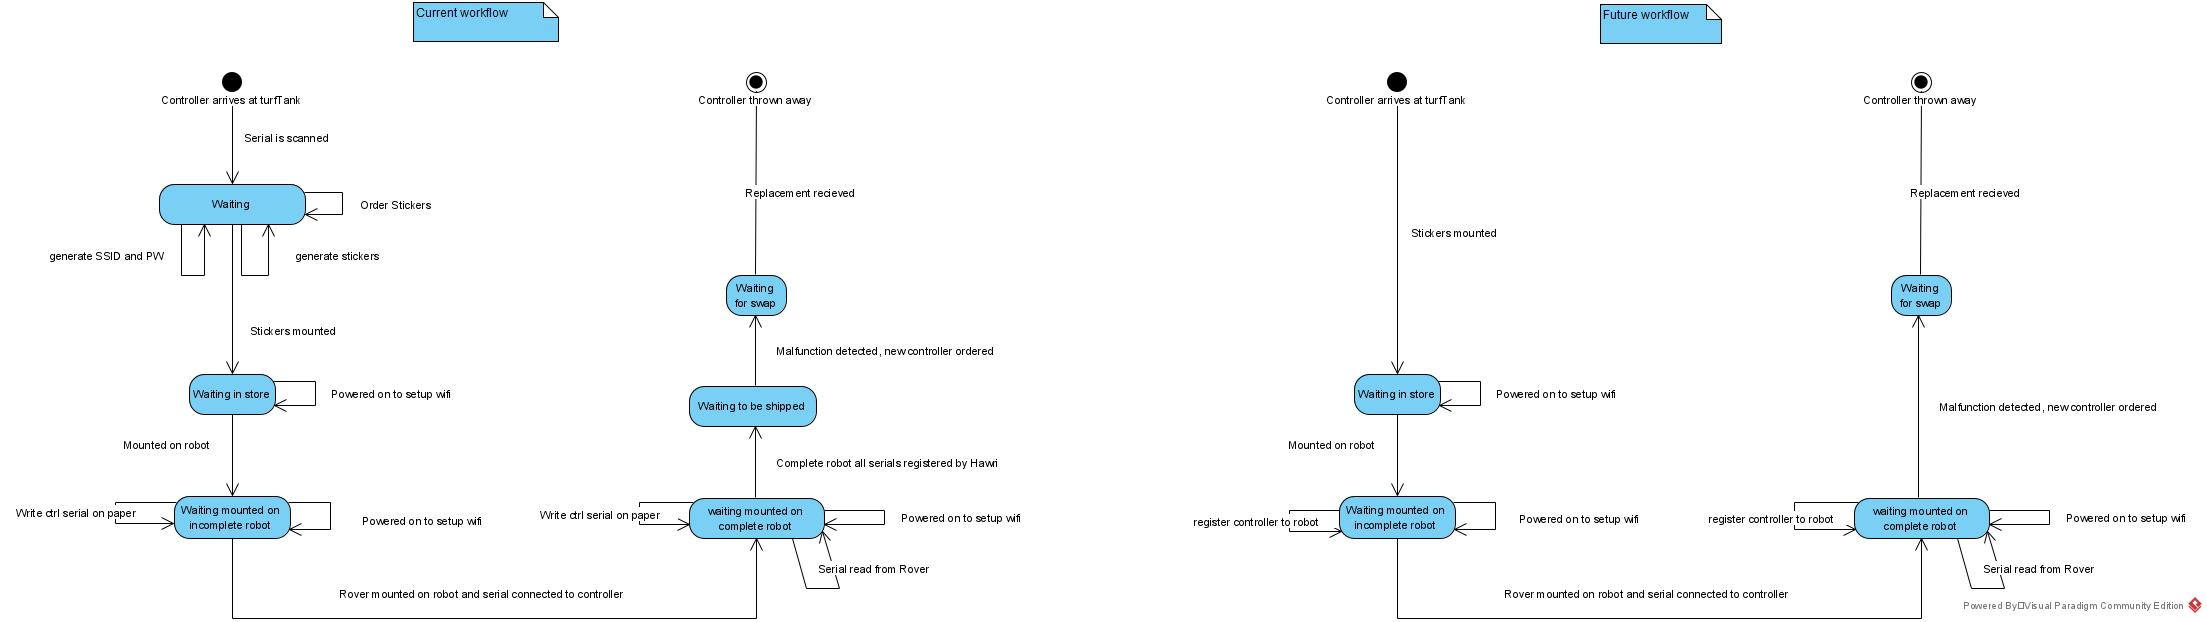 Current workflow
Controller arrives at turfTank
Serial is scanned
Waiting
Order Stickers
generate SSID and PW
generate stickers
Stickers mounted
Waiting in store
Powered on to setup wifi
Mounted on robot
Write ctrl serial on paper
Waiting mounted on
incomplete robot
Powered on to setup wifi
Rover mounted on robot and serial connected to controller
Controller thrown away
Replacement recieved
Waiting
for swap
Malfunction detected, new controller ordered
Waiting to be shipped
Complete robot all serials registered by Hawri
Write ctrl serial on paper
waiting mounted on
complete robot
Powered on to setup wifi
Serial read from Rover
Future workflow
Controller arrives at turfTank
Stickers mounted
Waiting in store
Powered on to setup wifi
Mounted on robot
register controller to robot
Waiting mounted on
incomplete robot
Powered on to setup wifi
Rover mounted on robot and serial connected to controller
Controller thrown away
Replacement recieved
Waiting
for swap
Malfunction detected, new controller ordered
register controller to robot
waiting mounted on
complete robot
Powered on to setup wifi
Serial read from Rover
Powered By Visual Paradigm Community Edition